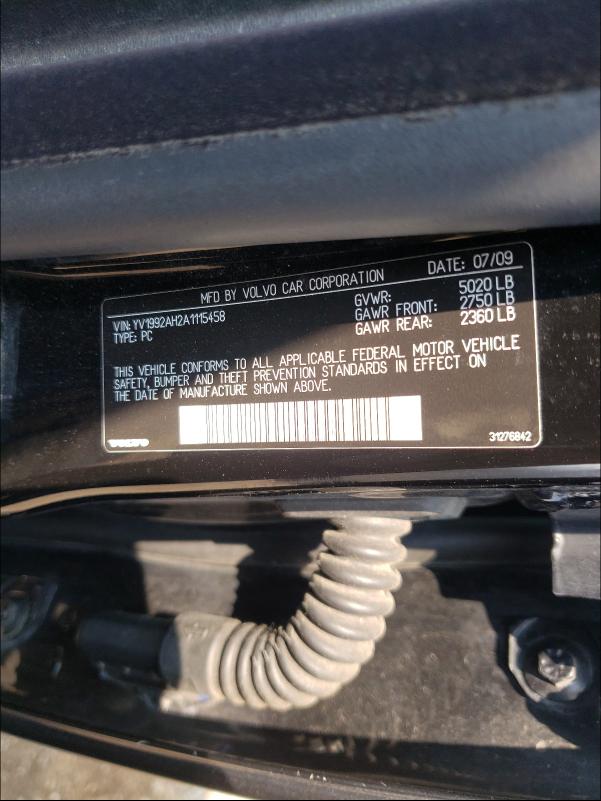 MFD BY VOLVO CAR CORPORATION DATE: 07/09
VIN: YV1992AH2A1115458 GVWR: 5020 LB
TYPE: PC GAWR FRONT: 2750 LB
GAWR REAR: 2360 LB
THIS VEHICLE CONFORMS TO ALL APPLICABLE FEDERAL MOTOR VEHICLE
SAFETY, BUMPER AND THEFT PREVENTION STANDARDS IN EFFECT ON
THE DATE OF MANUFACTURE SHOWN ABOVE.
VOLVO 31276842